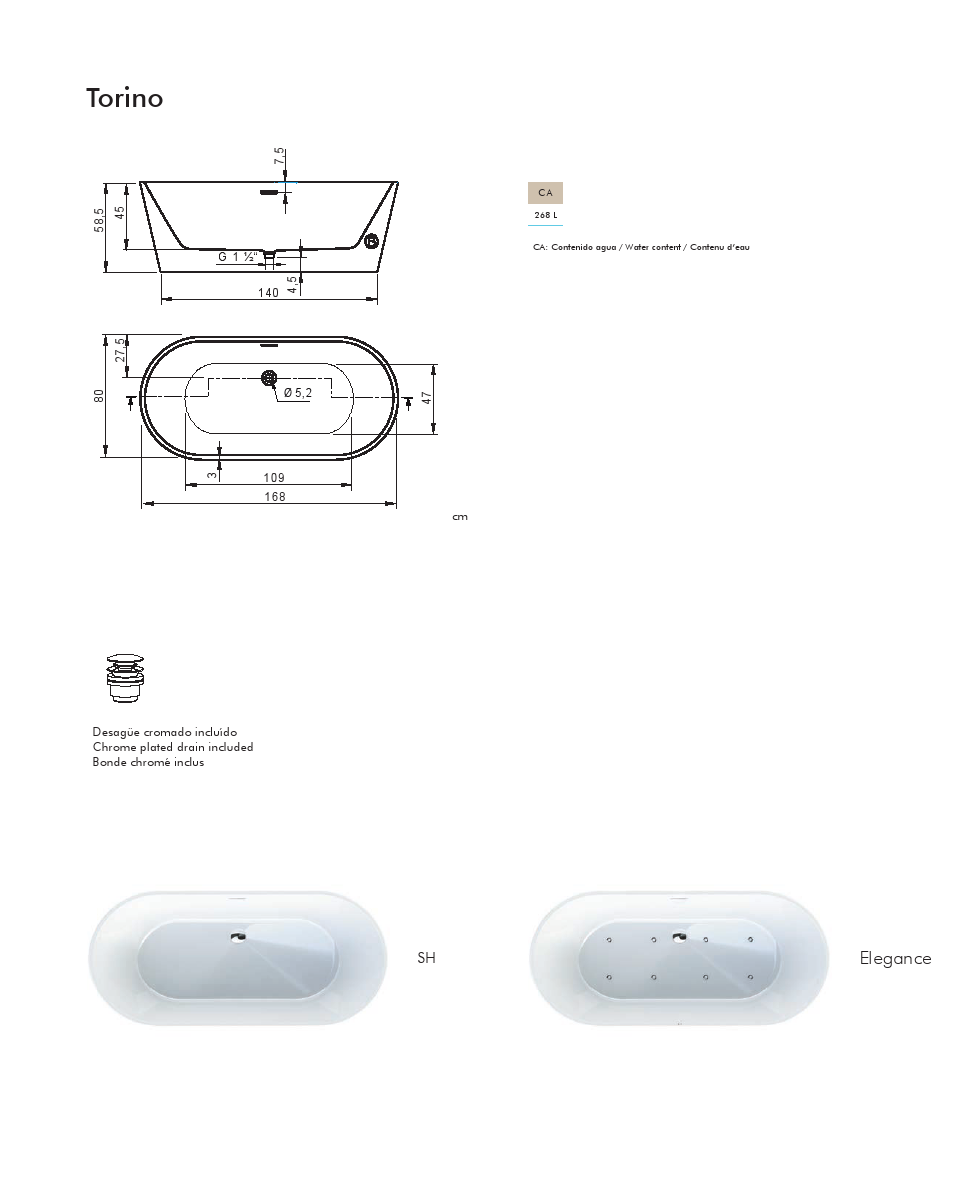 Torino
7,5
58,5
45
G 1 ½"
4,5
140
CA
268 L
CA: Contenido agua / Water content / Contenu d'eau
27,5
80
Ø 5,2
47
3
109
168
cm
Desagüe cromado incluído
Chrome plated drain included
Bonde chromé inclus
SH
Elegance